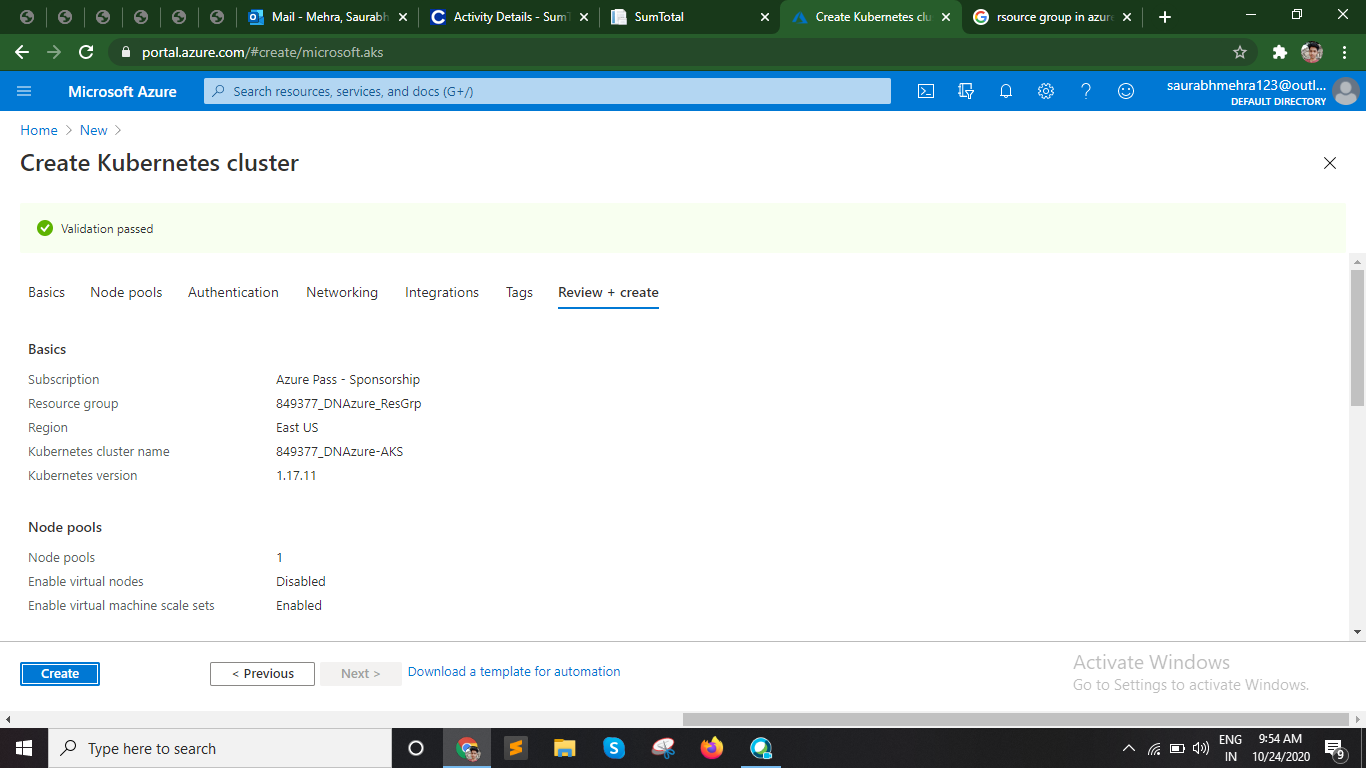 Mail - Mehra, Saurabh
Activity Details - SumT
SumTotal
Create Kubernetes clu
rsource group in azure
portal.azure.com/#create/microsoft.aks
Microsoft Azure
Search resources, services, and docs (G+/)
saurabhmehra123@outl...
DEFAULT DIRECTORY
Home > New >
Create Kubernetes cluster
Validation passed
Basics Node pools Authentication Networking Integrations Tags Review + create
Basics
Subscription Azure Pass - Sponsorship
Resource group 849377_DNAzure_ResGrp
Region East US
Kubernetes cluster name 849377_DNAzure-AKS
Kubernetes version 1.17.11
Node pools
Node pools 1
Enable virtual nodes Disabled
Enable virtual machine scale sets Enabled
Create < Previous Next > Download a template for automation
Activate Windows
Go to Settings to activate Windows.
Type here to search
ENG
IN
9:54 AM
10/24/2020
9